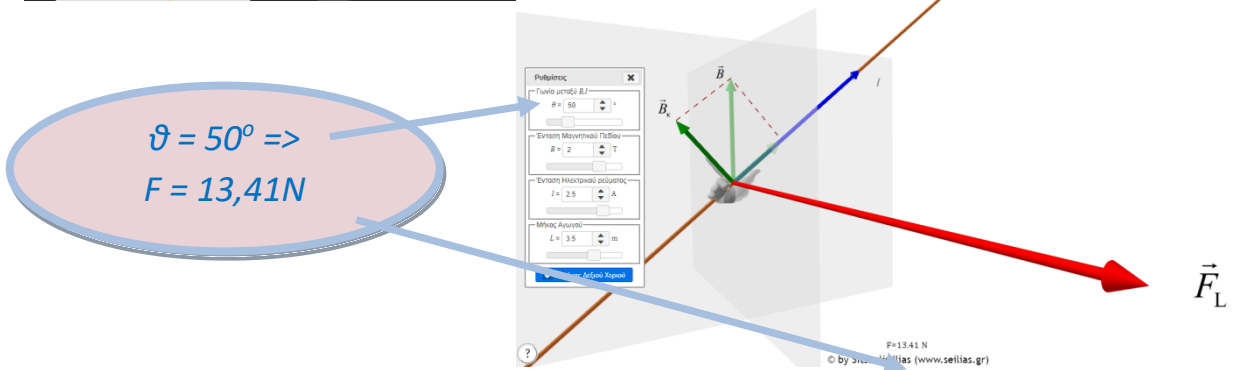 ϑ = 50° =>
F = 13,41N
Ρυθμίσεις
Γωνία μεταξύ B,I
θ = 50 °
Ένταση Μαγνητικού Πεδίου
B = 2 T
Ένταση Ηλεκτρικού ρεύματος
I = 2.5 A
Μήκος Αγωγού
L = 3.5 m
Δεξιού Χεριού
B
Bκ
I
F L
?
F=13.41 N
© by (www.seilias.gr)